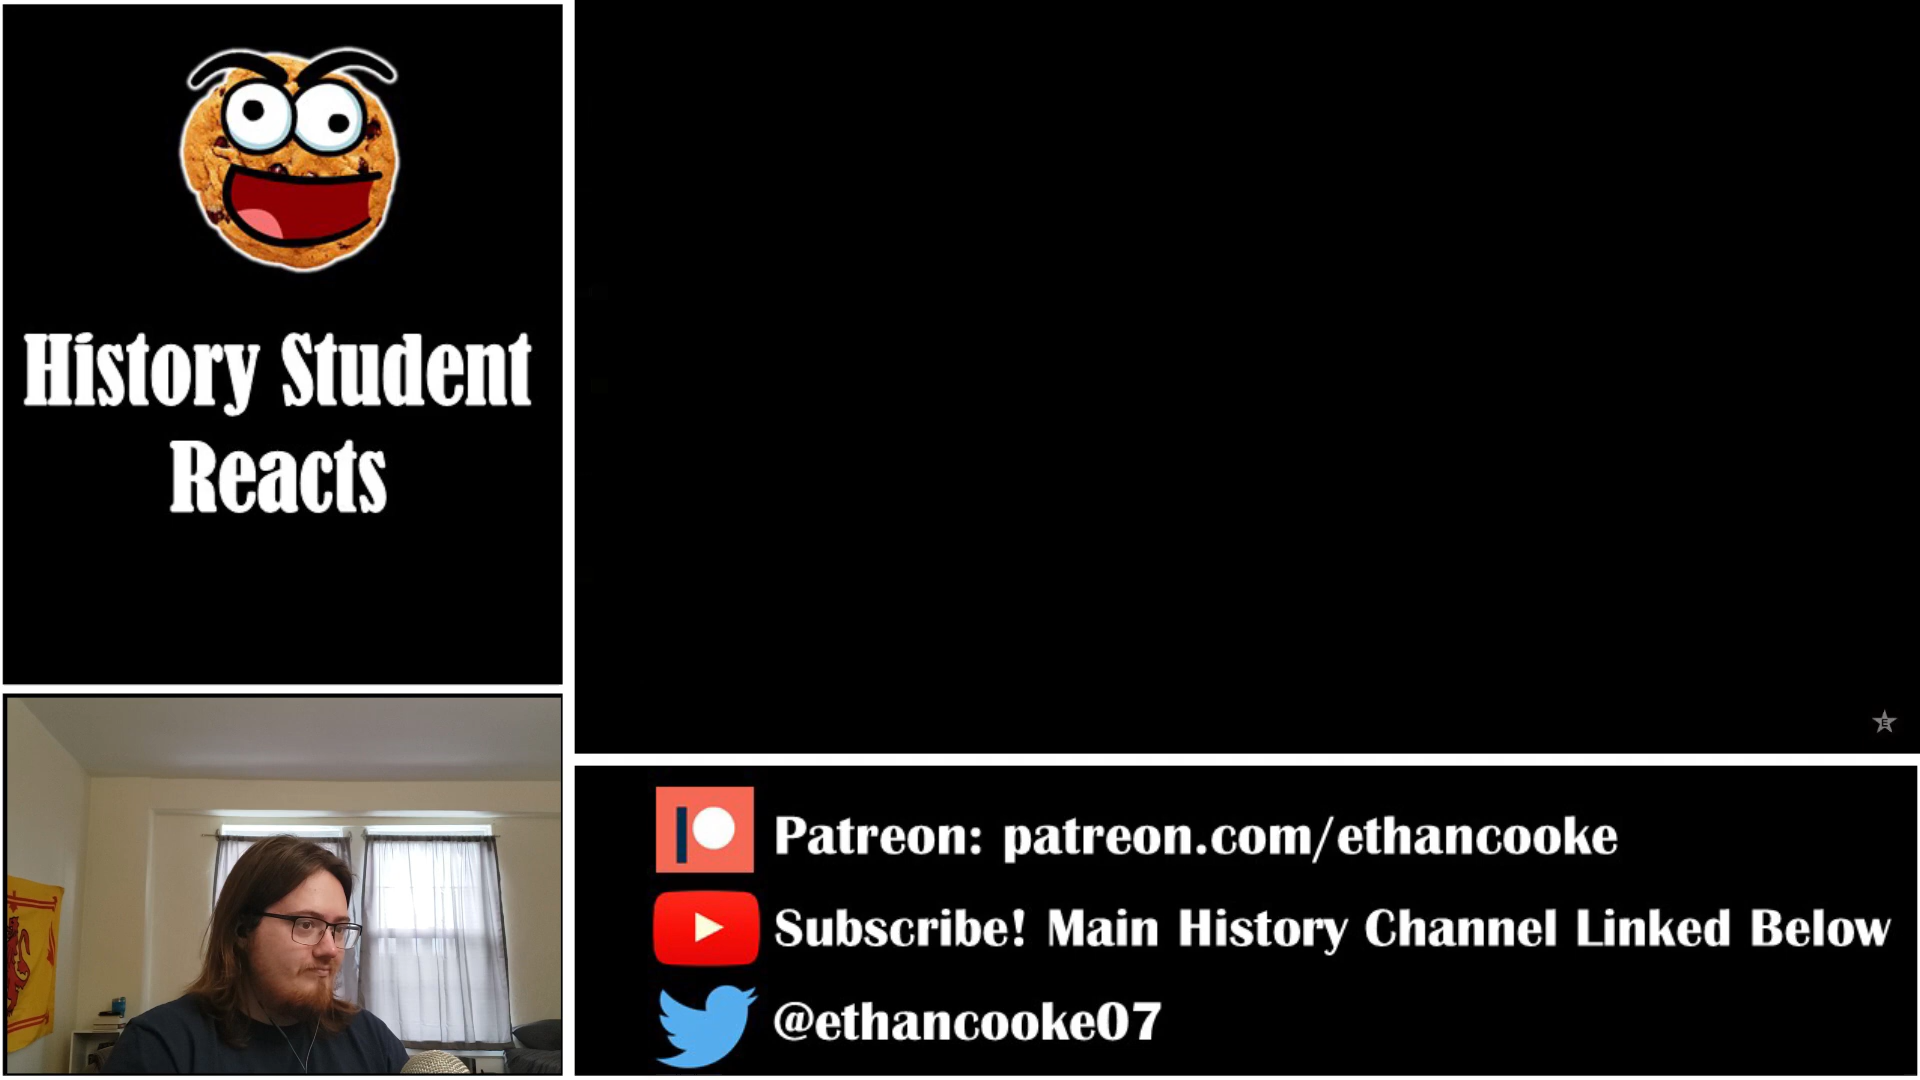 History Student
Reacts
E
Patreon: patreon.com/ethancooke
Subscribe! Main History Channel Linked Below
@ethancooke07